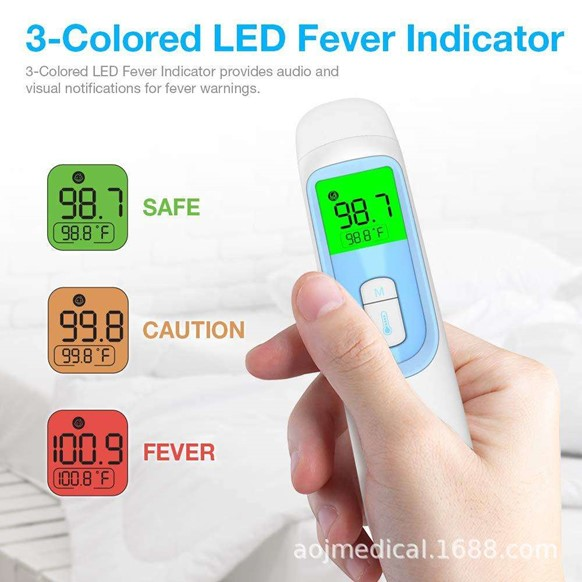 3-Colored LED Fever Indicator
3-Colored LED Fever Indicator provides audio and
visual notifications for fever warnings.
98.7
98.8 °F
SAFE
98.7
98.8 °F
M
99.8
99.8 °F
CAUTION
100.9
100.8 °F
FEVER
aojmedical.1688.com